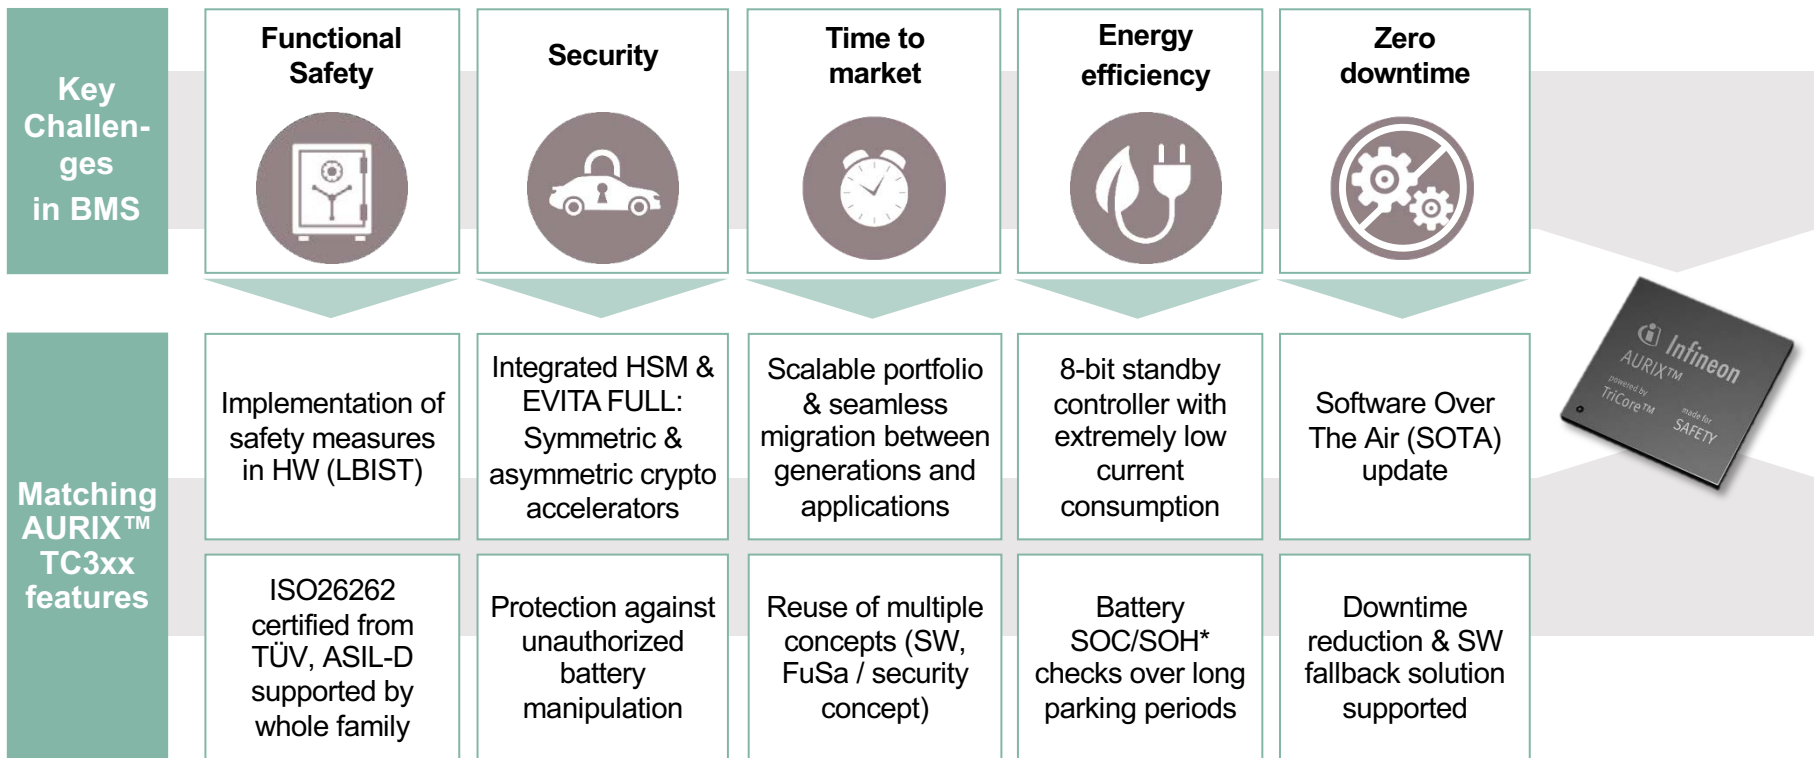 Key
Challen-
ges
in BMS
Functional
Safety
Security
Time to
market
Energy
efficiency
Zero
downtime
Matching
AURIX™
TC3xx
features
Implementation of
safety measures
in HW (LBIST)
Integrated HSM &
EVITA FULL:
Symmetric &
asymmetric crypto
accelerators
Scalable portfolio
& seamless
migration between
generations and
applications
8-bit standby
controller with
extremely low
current
consumption
Software Over
The Air (SOTA)
update
ISO26262
certified from
TÜV, ASIL-D
supported by
whole family
Protection against
unauthorized
battery
manipulation
Reuse of multiple
concepts (SW,
FuSa / security
concept)
Battery
SOC/SOH*
checks over long
parking periods
Downtime
reduction & SW
fallback solution
supported
Infineon
AURIX™
powered by
TriCore™
made for
SAFETY